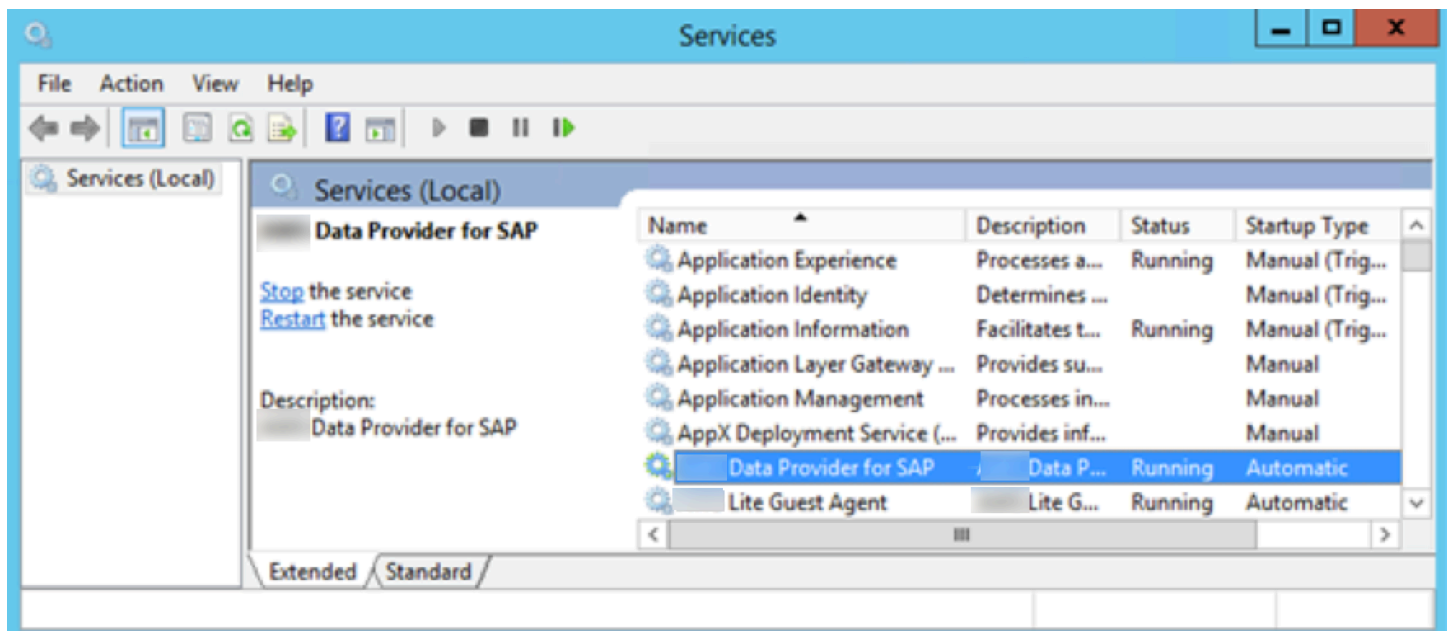 Services
File Action View Help
Services (Local)
Services (Local)
Data Provider for SAP
Stop the service
Restart the service
Description:
Data Provider for SAP
Name Description Status Startup Type
Application Experience Processes a... Running Manual (Trig...
Application Identity Determines ... Manual (Trig...
Application Information Facilitates t... Running Manual (Trig...
Application Layer Gateway ... Provides su... Manual
Application Management Processes in... Manual
AppX Deployment Service (... Provides inf... Manual
Data Provider for SAP Data P... Running Automatic
Lite Guest Agent Lite G... Running Automatic
Extended Standard